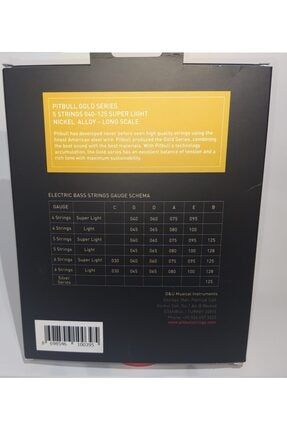 PITBULL GOLD SERIES
5 STRINGS 040-125 SUPER LIGHT
NICKEL ALLOY - LONG SCALE
Pitbull has developed never before seen high quality strings using the
finest American steel wire. Pitbull produced the Gold Series, combining
the best sound with the best materials. With Pitbull's technology
accumulation, the Gold series has an excellent balance of tension and a
rich tone with maximum sustainability.
ELECTRIC BASS STRINGS GAUGE SCHEMA
GAUGE C G D A E B
4 Strings Super Light 040 060 075 095
4 Strings Light 045 065 080 100
5 Strings Super Light 040 060 075 095 125
5 Strings Light 045 065 080 100 128
6 Strings Super Light 030 040 060 075 095 125
6 Strings Light 030 045 065 080 100 128
Silver
Series 125
D&U Musical Instruments
İSTANBUL / TURKEY
www.pitbullstrings.com